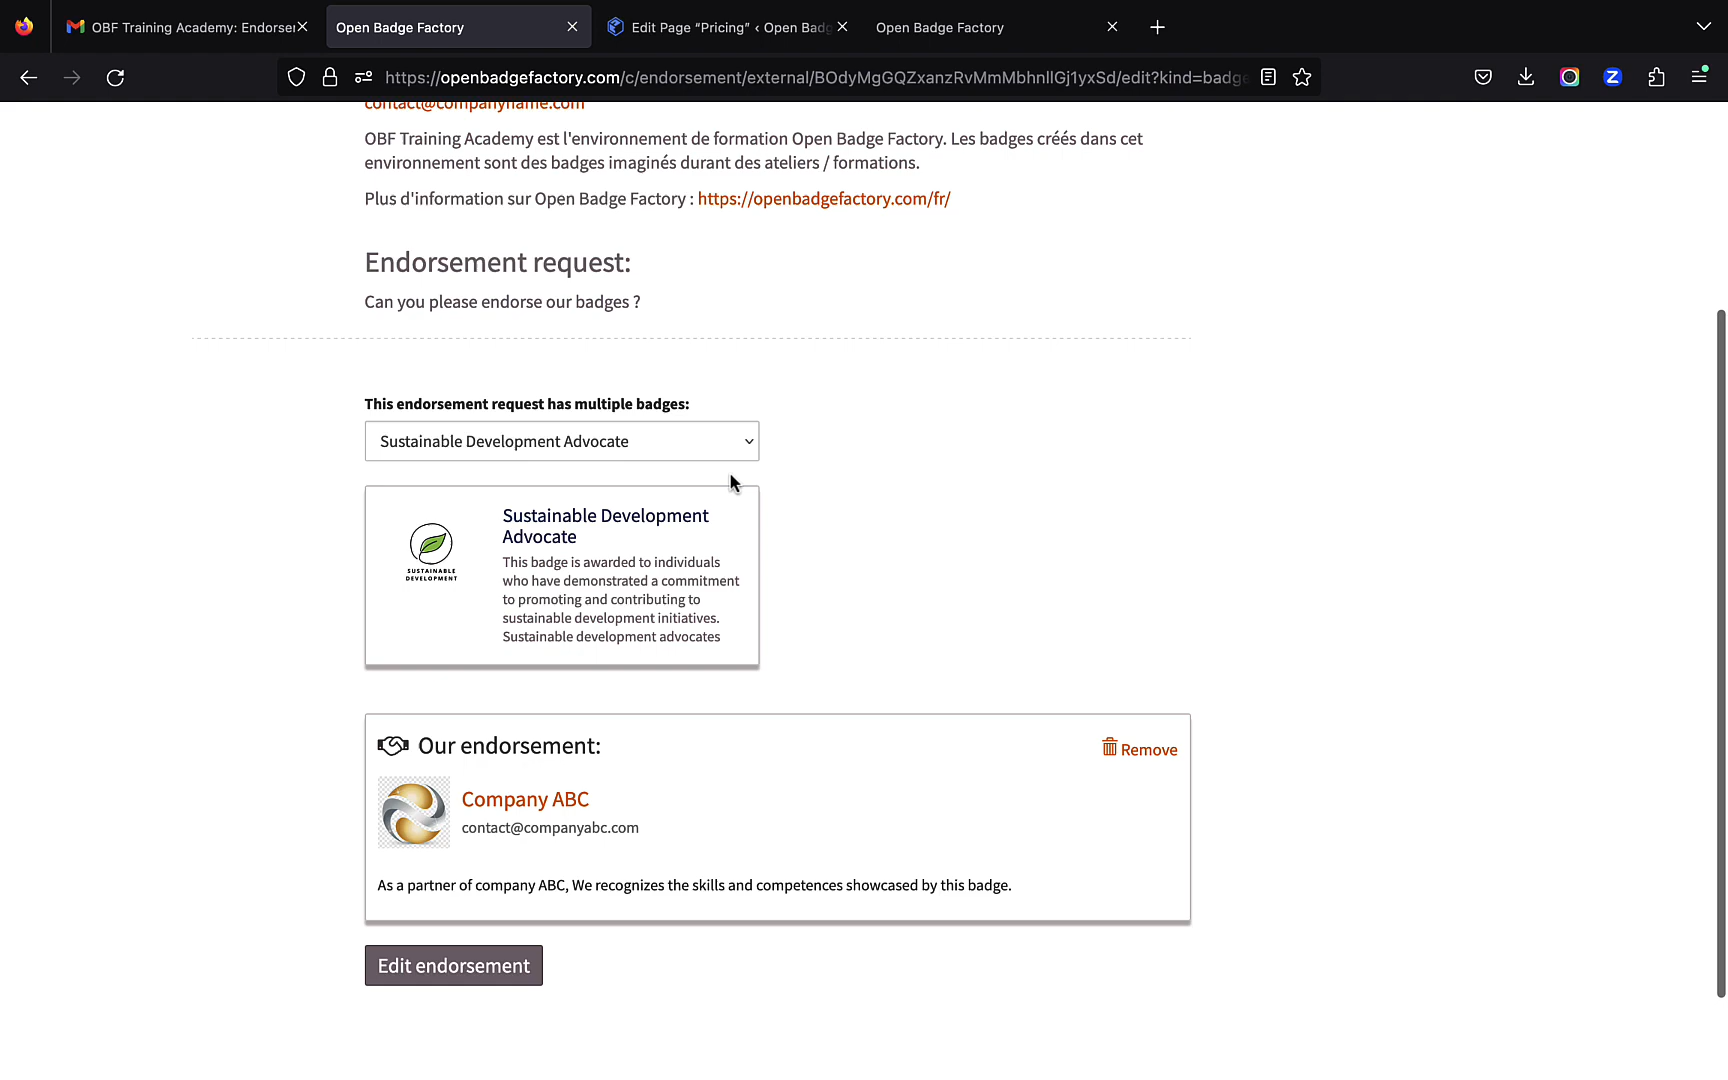 OBF Training Academy: Endorser
Open Badge Factory
Edit Page “Pricing” ‹ Open Badg
Open Badge Factory
https://openbadgefactory.com/c/endorsement/external/BOdyMgGQZxanzRvMmMbhnllGj1yxSd/edit?kind=badge
contact@companyname.com
OBF Training Academy est l'environnement de formation Open Badge Factory. Les badges créés dans cet
environnement sont des badges imaginés durant des ateliers / formations.
Plus d'information sur Open Badge Factory : https://openbadgefactory.com/fr/
Endorsement request:
Can you please endorse our badges ?
This endorsement request has multiple badges:
Sustainable Development Advocate
SUSTAINABLE
DEVELOPMENT
Sustainable Development
Advocate
This badge is awarded to individuals
who have demonstrated a commitment
to promoting and contributing to
sustainable development initiatives.
Sustainable development advocates
Our endorsement:
Remove
Company ABC
contact@companyabc.com
As a partner of company ABC, We recognizes the skills and competences showcased by this badge.
Edit endorsement